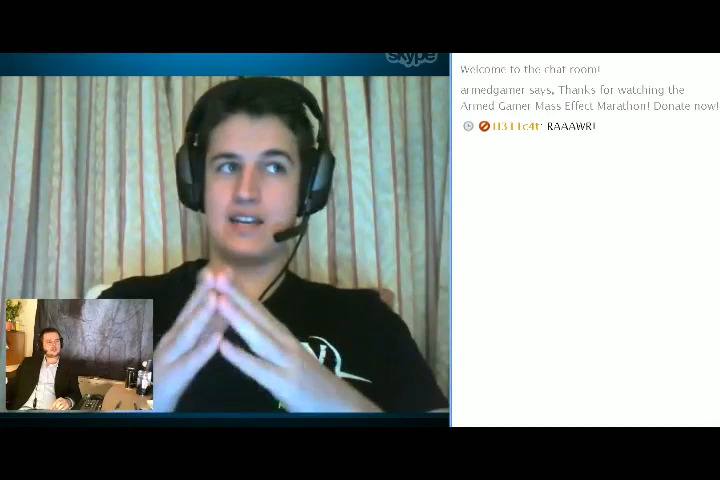 skype
Welcome to the chat room!
armedgamer says, Thanks for watching the
Armed Gamer Mass Effect Marathon! Donate now!
H311c4t: RAAAWR!